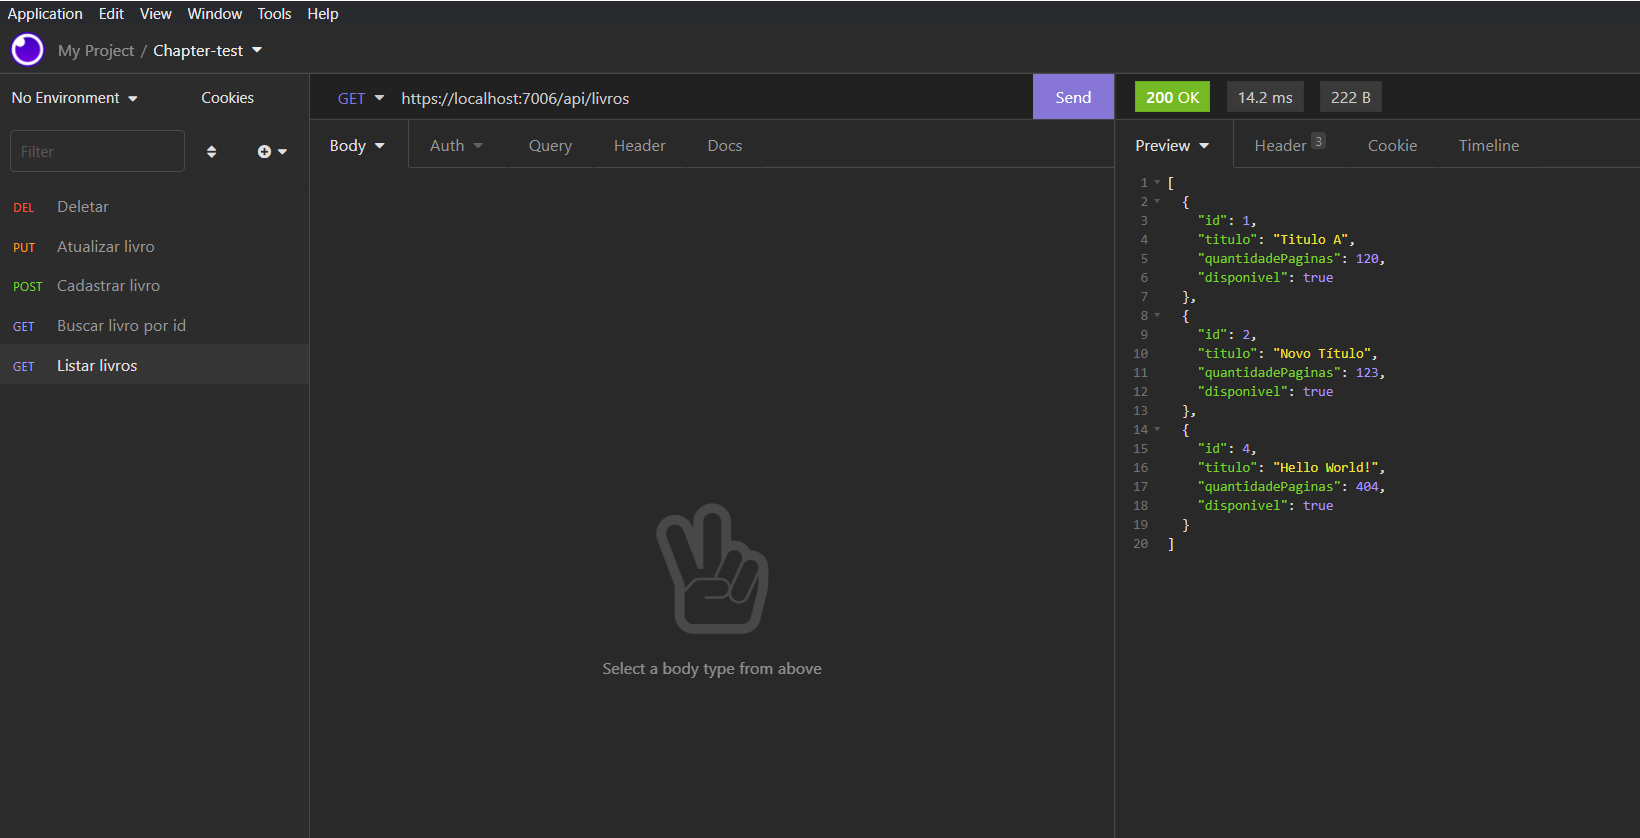 Application Edit View Window Tools Help
My Project / Chapter-test
No Environment Cookies
Filter
DEL Deletar
PUT Atualizar livro
POST Cadastrar livro
GET Buscar livro por id
GET Listar livros
GET https://localhost:7006/api/livros Send
Body Auth Query Header Docs
Select a body type from above
200 OK 14.2 ms 222 B
Preview Header 3 Cookie Timeline
1 [
2 {
3 "id": 1,
4 "titulo": "Titulo A",
5 "quantidadePaginas": 120,
6 "disponivel": true
7 },
8 {
9 "id": 2,
10 "titulo": "Novo Título",
11 "quantidadePaginas": 123,
12 "disponivel": true
13 },
14 {
15 "id": 4,
16 "titulo": "Hello World!",
17 "quantidadePaginas": 404,
18 "disponivel": true
19 }
20 ]